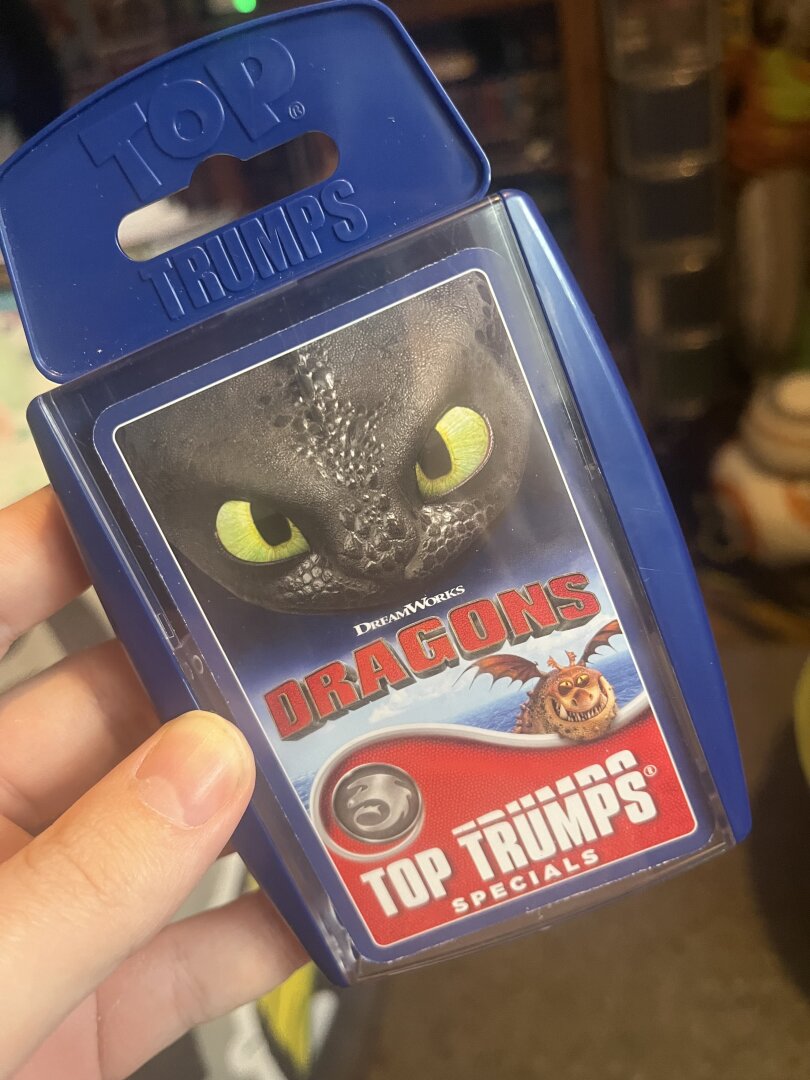 TOP®
TRUMPS
DREAMWORKS
DRAGONS
TOP TRUMPS®
SPECIALS